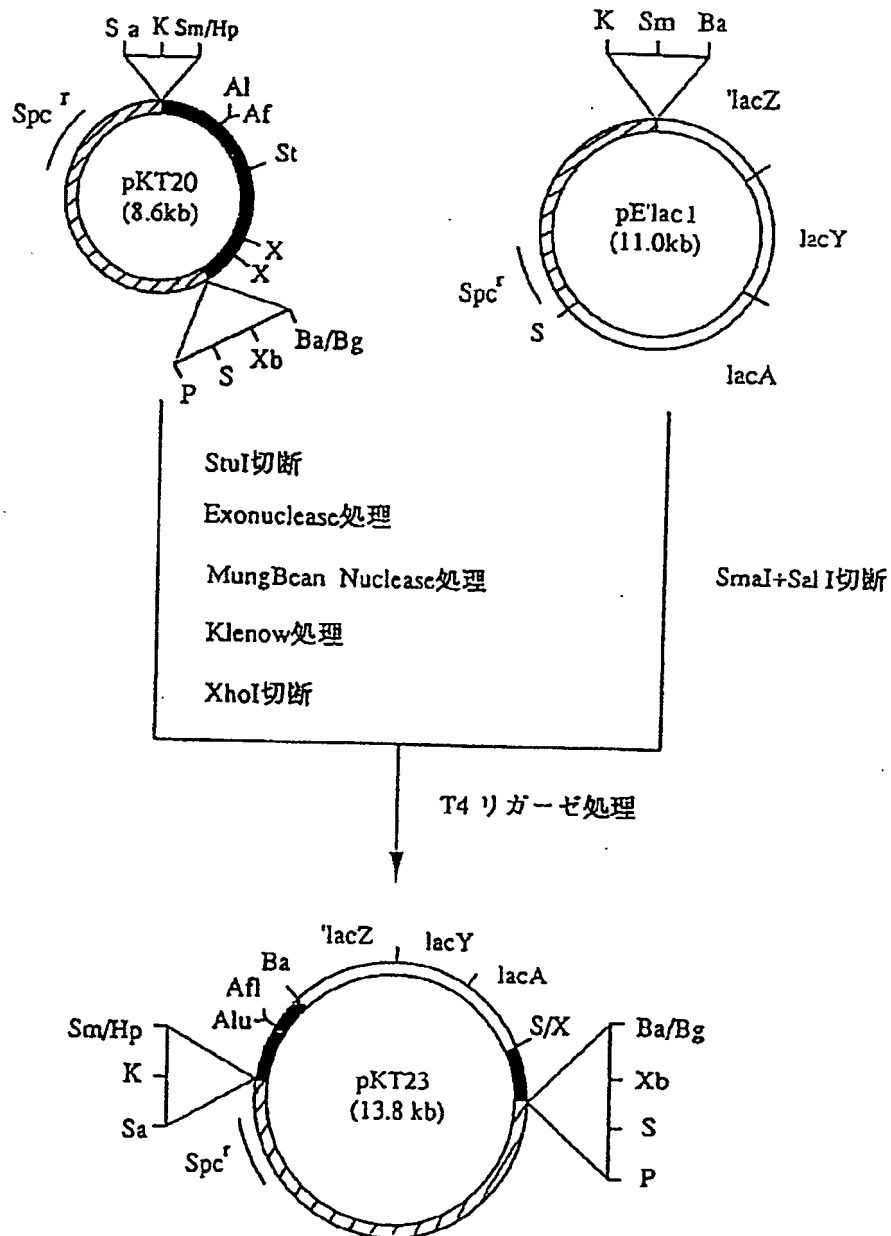 Sa K Sm/Hp
Spc r
Al
Af
St
pKT20
(8.6kb)
X
X
Ba/Bg
Xb
S
P
K Sm Ba
'lacZ
pE'lac1
(11.0kb)
lacY
Spc r
S
lacA
StuI切断
Exonuclease処理
MungBean Nuclease処理
Klenow処理
XhoI切断
SmaI+Sal I切断
T4 リガーゼ処理
'lacZ
lacY
lacA
Ba
Afl
Alu
Sm/Hp
K
Sa
S/X
Ba/Bg
Xb
S
P
pKT23
(13.8 kb)
Spc r